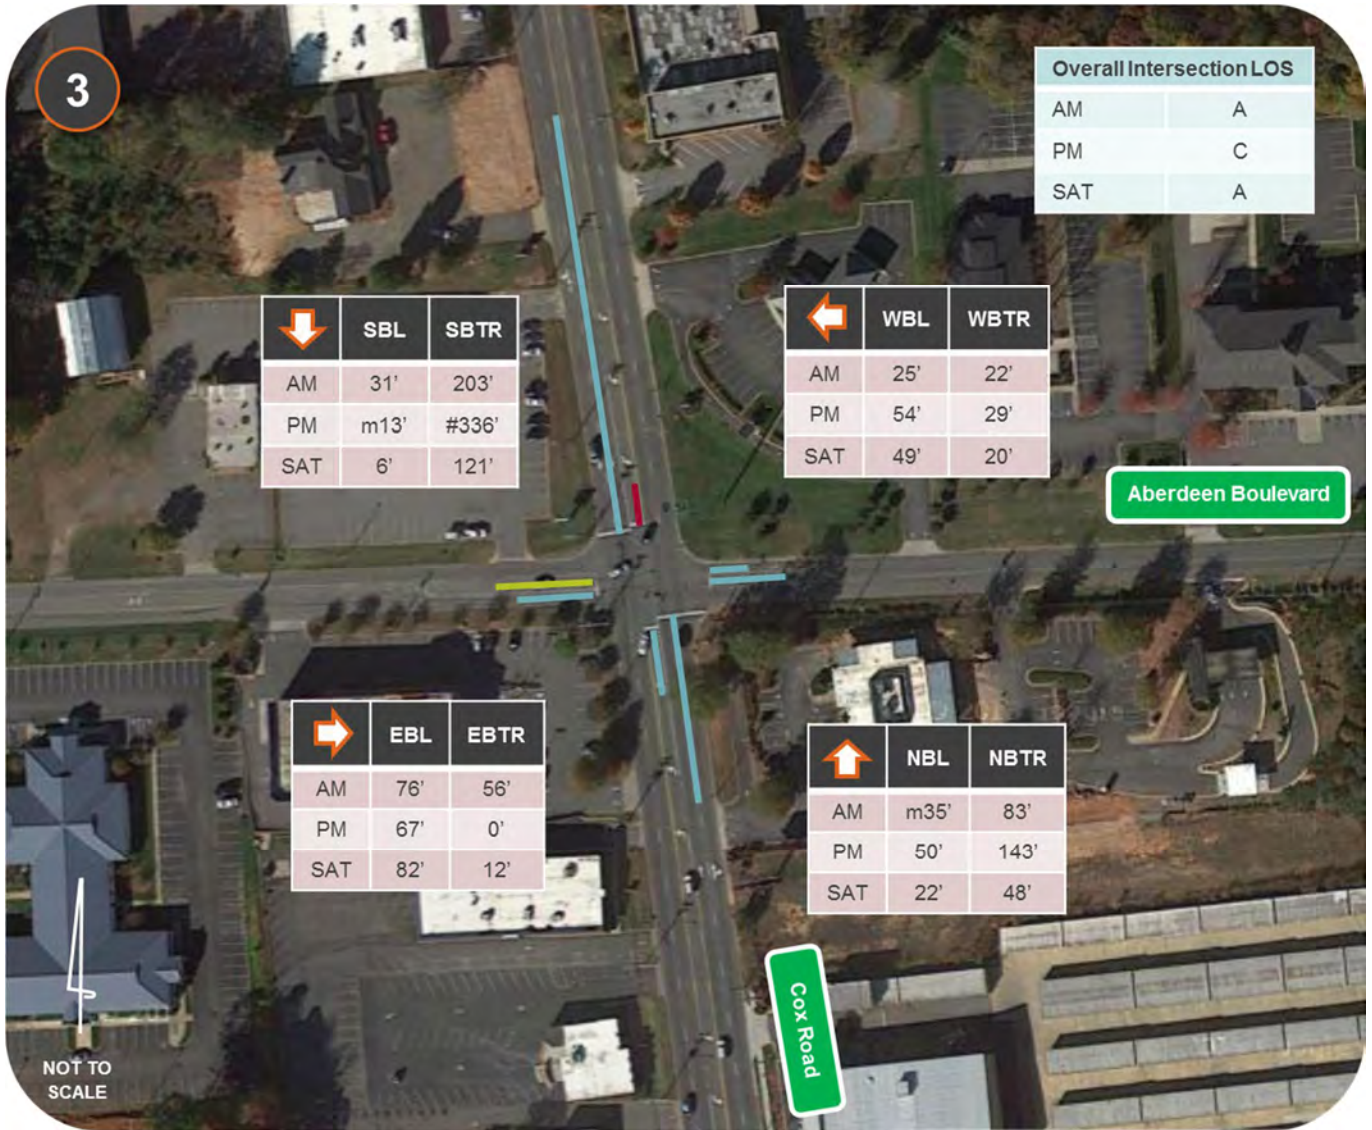 3
Overall Intersection LOS
AM A
PM C
SAT A
SBL SBTR
AM 31' 203'
PM m13' #336'
SAT 6' 121'
WBL WBTR
AM 25' 22'
PM 54' 29'
SAT 49' 20'
Aberdeen Boulevard
EBL EBTR
AM 76' 56'
PM 67' 0'
SAT 82' 12'
NBL NBTR
AM m35' 83'
PM 50' 143'
SAT 22' 48'
Cox Road
NOT TO
SCALE